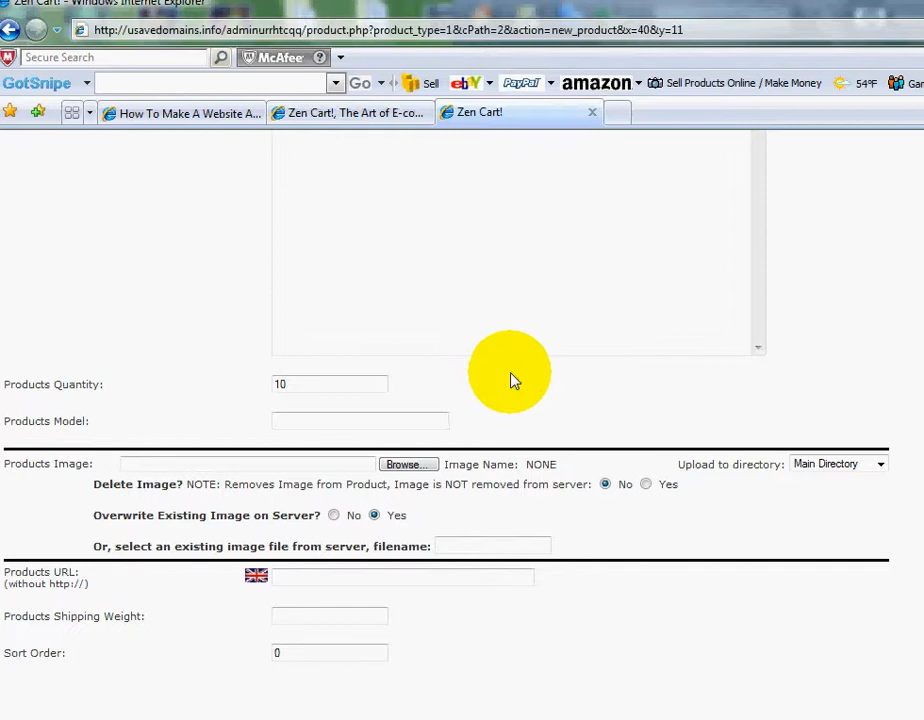 Zen Cart! - Windows Internet Explorer
http://usavedomains.info/adminurrhtcqq/product.php?product_type=1&cPath=2&action=new_product&x=40&y=11
Secure Search McAfee ?
GotSnipe Go Sell ebY PayPal amazon Sell Products Online / Make Money 54°F Gar
How To Make A Website A... Zen Cart!, The Art of E-co... Zen Cart! x
Products Quantity: 10
Products Model:
Products Image: Browse... Image Name: NONE Upload to directory: Main Directory
Delete Image? NOTE: Removes Image from Product, Image is NOT removed from server: No Yes
Overwrite Existing Image on Server? No Yes
Or, select an existing image file from server, filename:
Products URL:
(without http://)
Products Shipping Weight:
Sort Order: 0